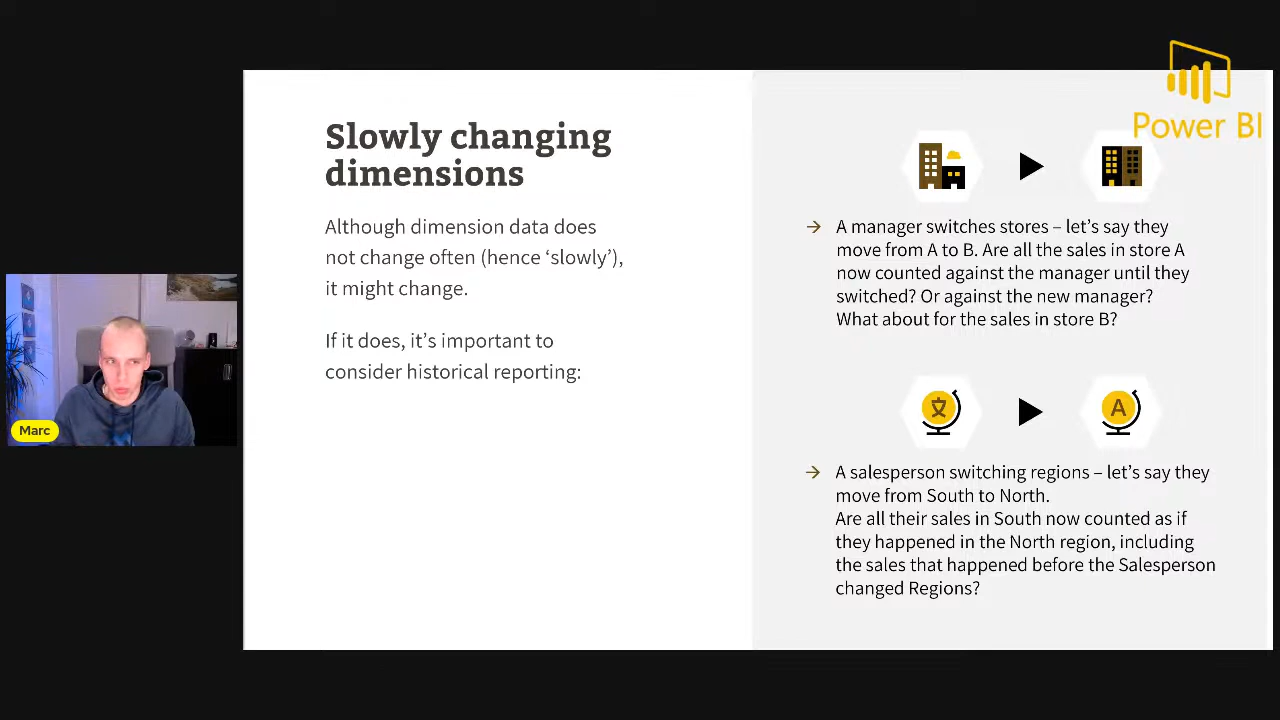 Power BI
Slowly changing
dimensions
Although dimension data does
not change often (hence ‘slowly’),
it might change.
If it does, it’s important to
consider historical reporting:
→ A manager switches stores – let’s say they
move from A to B. Are all the sales in store A
now counted against the manager until they
switched? Or against the new manager?
What about for the sales in store B?
文
A
→ A salesperson switching regions – let’s say they
move from South to North.
Are all their sales in South now counted as if
they happened in the North region, including
the sales that happened before the Salesperson
changed Regions?
Marc